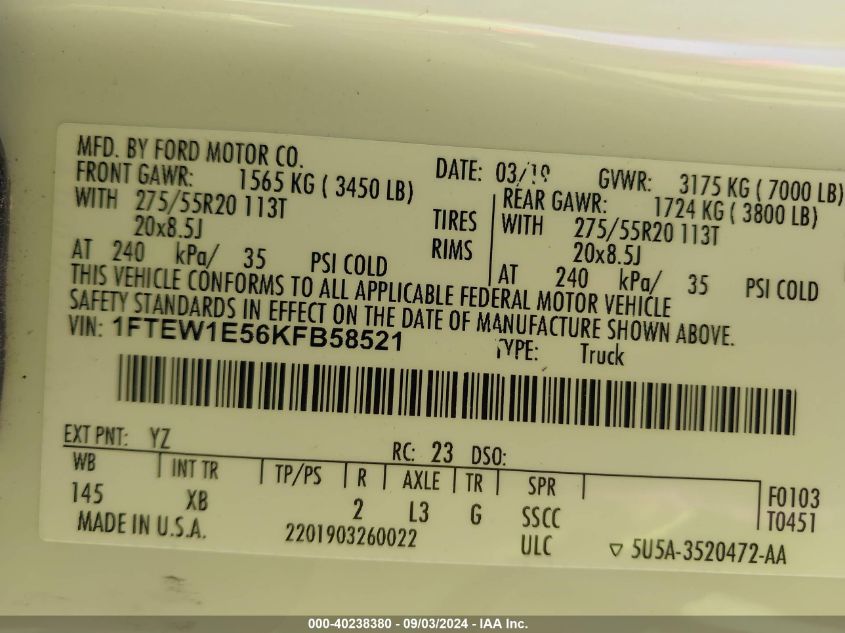 MFD. BY FORD MOTOR CO.
DATE: 03/19 GVWR: 3175 KG ( 7000 LB)
FRONT GAWR: 1565 KG ( 3450 LB)
REAR GAWR: 1724 KG ( 3800 LB)
WITH 275/55R20 113T TIRES WITH 275/55R20 113T
20x8.5J RIMS 20x8.5J
AT 240 kPa/ 35 PSI COLD AT 240 kPa/ 35 PSI COLD
THIS VEHICLE CONFORMS TO ALL APPLICABLE FEDERAL MOTOR VEHICLE
SAFETY STANDARDS IN EFFECT ON THE DATE OF MANUFACTURE SHOWN ABOVE.
VIN: 1FTEW1E56KFB58521 TYPE: Truck
EXT PNT: YZ RC: 23 DSO:
WB INT TR TP/PS R AXLE TR SPR F0103
145 XB 2 L3 G SSCC T0451
MADE IN U.S.A. 2201903260022 ULC ▽ 5U5A-3520472-AA
000-40238380 - 09/03/2024 - IAA Inc.